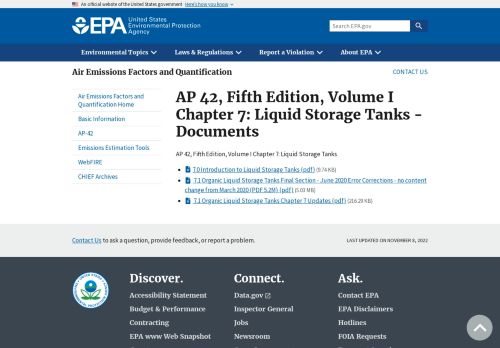 An official website of the United States government Here's how you know
EPA United States
Environmental Protection
Agency
Search EPA.gov
Environmental Topics Laws & Regulations Report a Violation About EPA
Air Emissions Factors and Quantification CONTACT US
Air Emissions Factors and
Quantification Home
Basic Information
AP-42
Emissions Estimation Tools
WebFIRE
CHIEF Archives
AP 42, Fifth Edition, Volume I
Chapter 7: Liquid Storage Tanks -
Documents
AP 42, Fifth Edition, Volume I Chapter 7: Liquid Storage Tanks.
7.0 Introduction to Liquid Storage Tanks (pdf) (9.74 KB)
7.1 Organic Liquid Storage Tanks Final Section - June 2020 Error Corrections - no content
change from March 2020 (PDF 5.2M) (pdf) (5.03 MB)
7.1 Organic Liquid Storage Tanks Chapter 7 Updates (pdf) (216.29 KB)
Contact Us to ask a question, provide feedback, or report a problem. LAST UPDATED ON NOVEMBER 8, 2022
Discover. Connect. Ask.
Accessibility Statement Data.gov Contact EPA
Budget & Performance Inspector General EPA Disclaimers
Contracting Jobs Hotlines
EPA www Web Snapshot Newsroom FOIA Requests